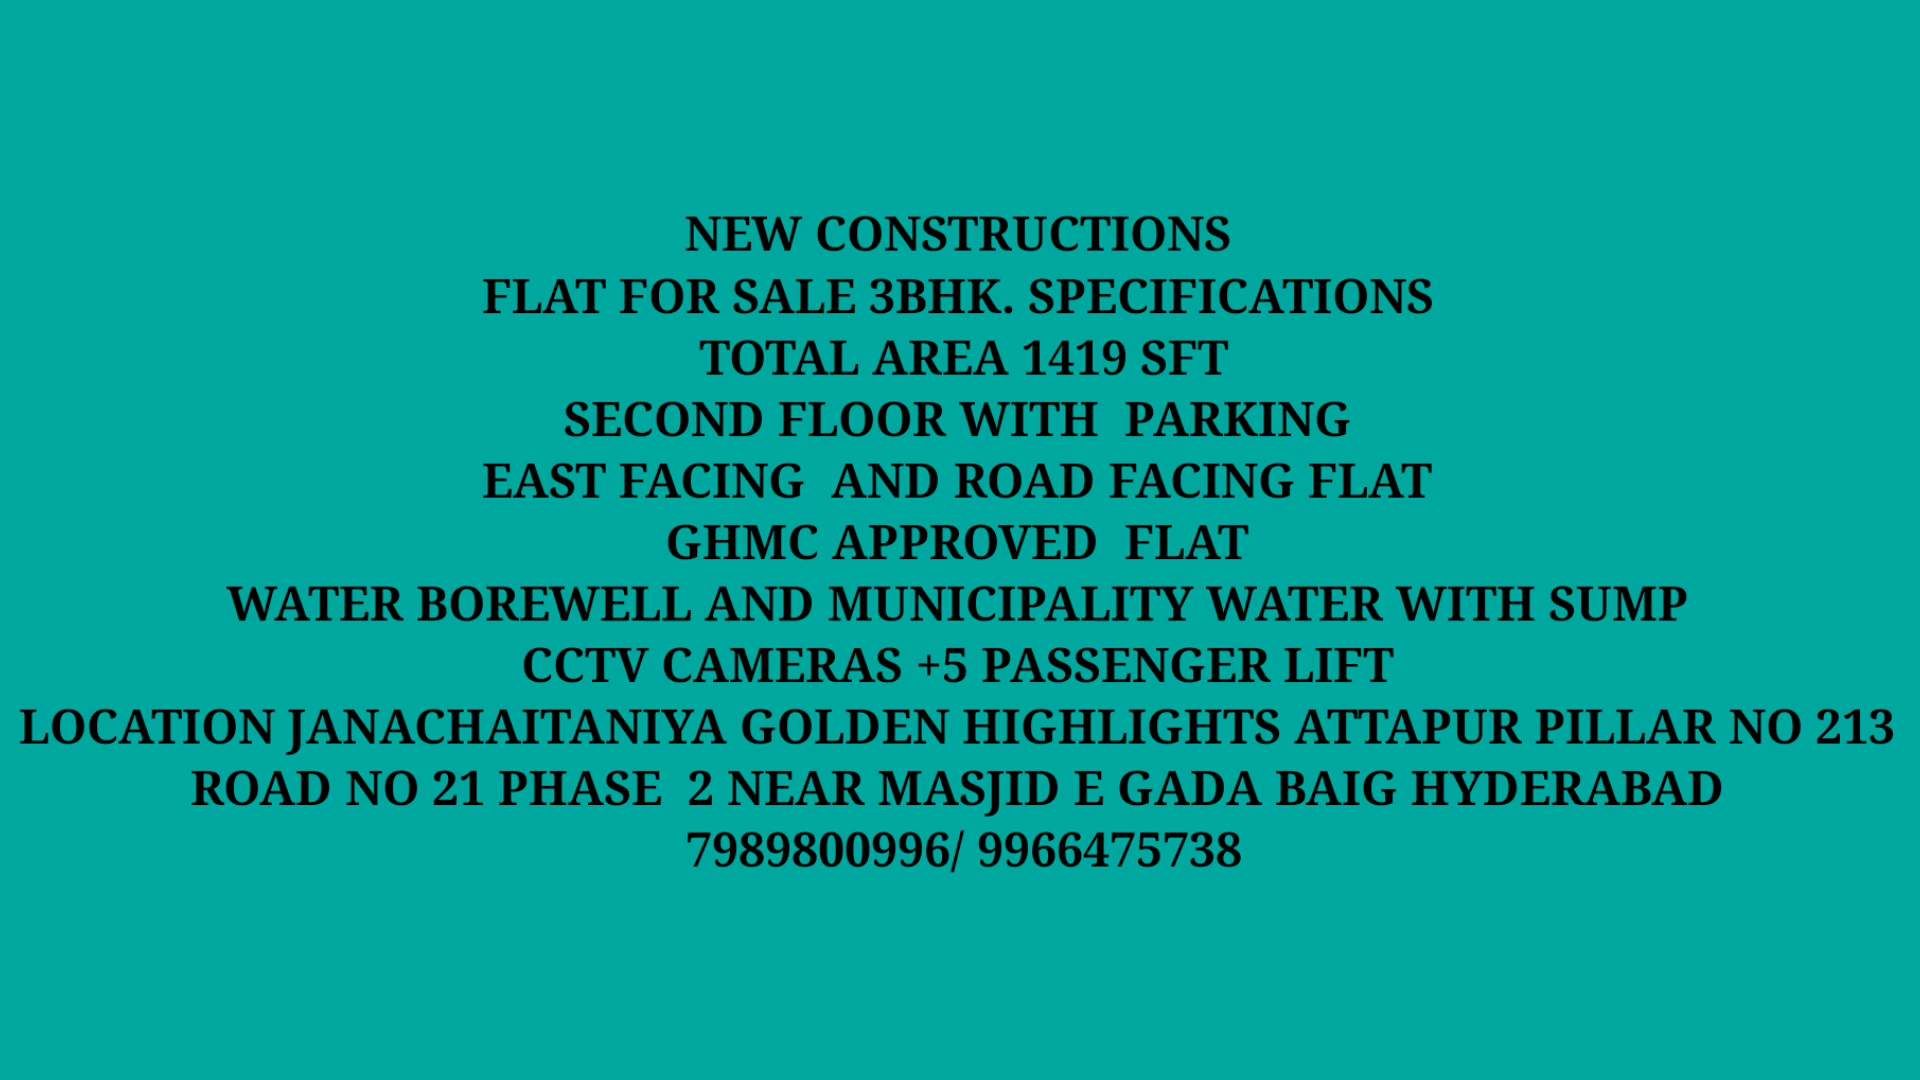 NEW CONSTRUCTIONS
FLAT FOR SALE 3BHK. SPECIFICATIONS
TOTAL AREA 1419 SFT
SECOND FLOOR WITH  PARKING
EAST FACING  AND ROAD FACING FLAT
GHMC APPROVED  FLAT
WATER BOREWELL AND MUNICIPALITY WATER WITH SUMP
CCTV CAMERAS +5 PASSENGER LIFT
LOCATION JANACHAITANIYA GOLDEN HIGHLIGHTS ATTAPUR PILLAR NO 213
ROAD NO 21 PHASE  2 NEAR MASJID E GADA BAIG HYDERABAD
7989800996/ 9966475738